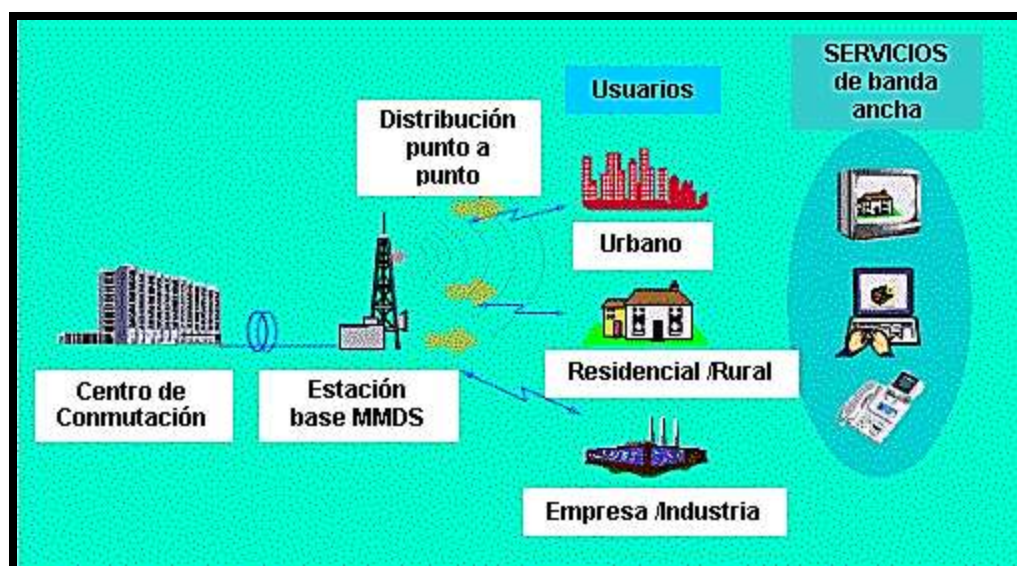 Centro de
Conmutación
Estación
base MMDS
Distribución
punto a
punto
Usuarios
Urbano
Residencial /Rural
Empresa /Industria
SERVICIOS
de banda
ancha